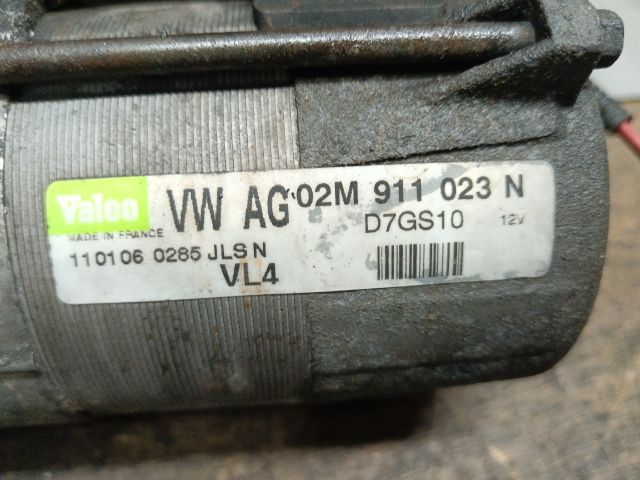 Valeo VW AG 02M 911 023 N
MADE IN FRANCE D7GS10 12V
110106 0285 JLS N
VL4